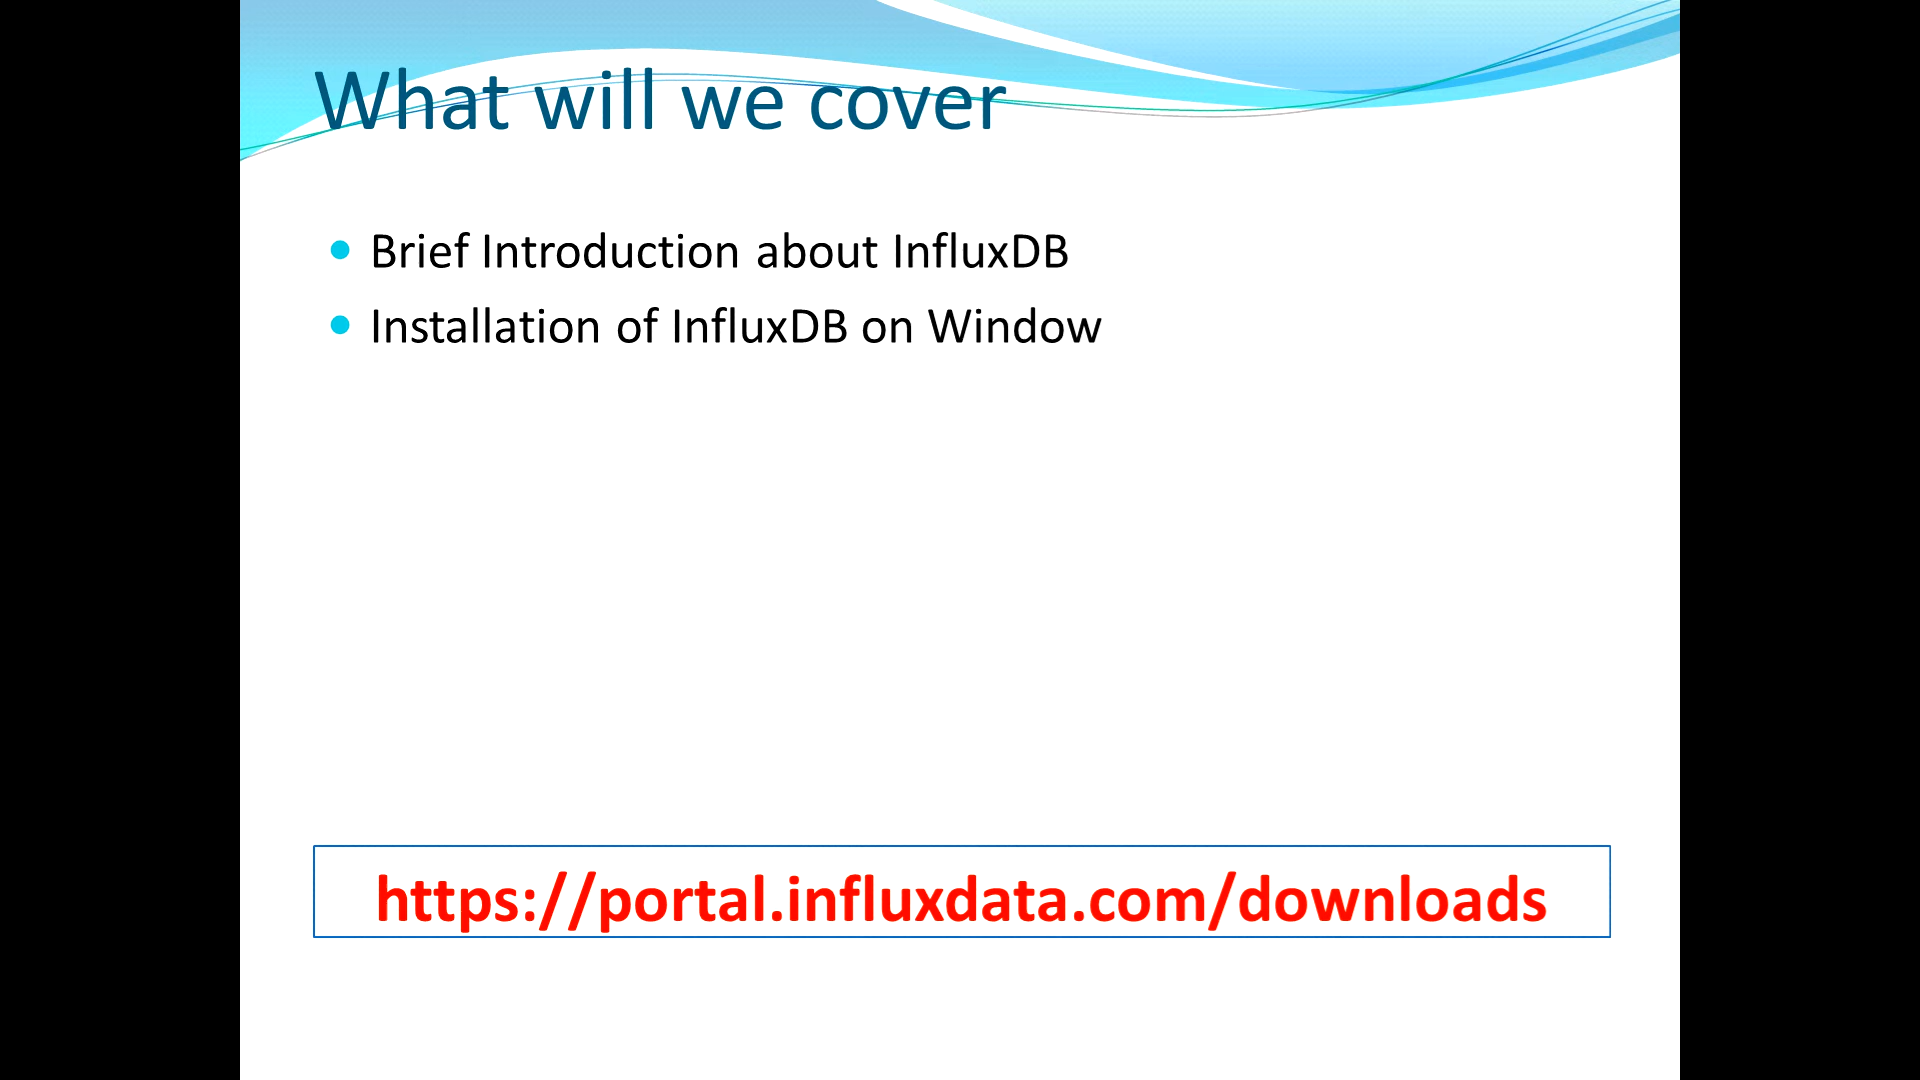 What will we cover
Brief Introduction about InfluxDB
Installation of InfluxDB on Window
https://portal.influxdata.com/downloads